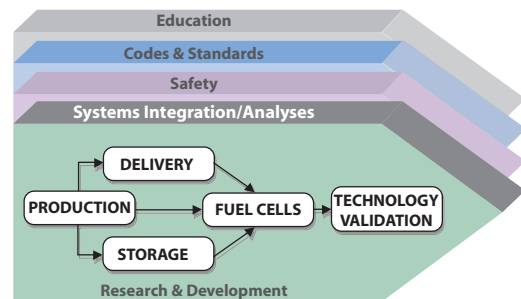 Education
Codes & Standards
Safety
Systems Integration/Analyses
DELIVERY
PRODUCTION
FUEL CELLS
TECHNOLOGY
VALIDATION
STORAGE
Research & Development